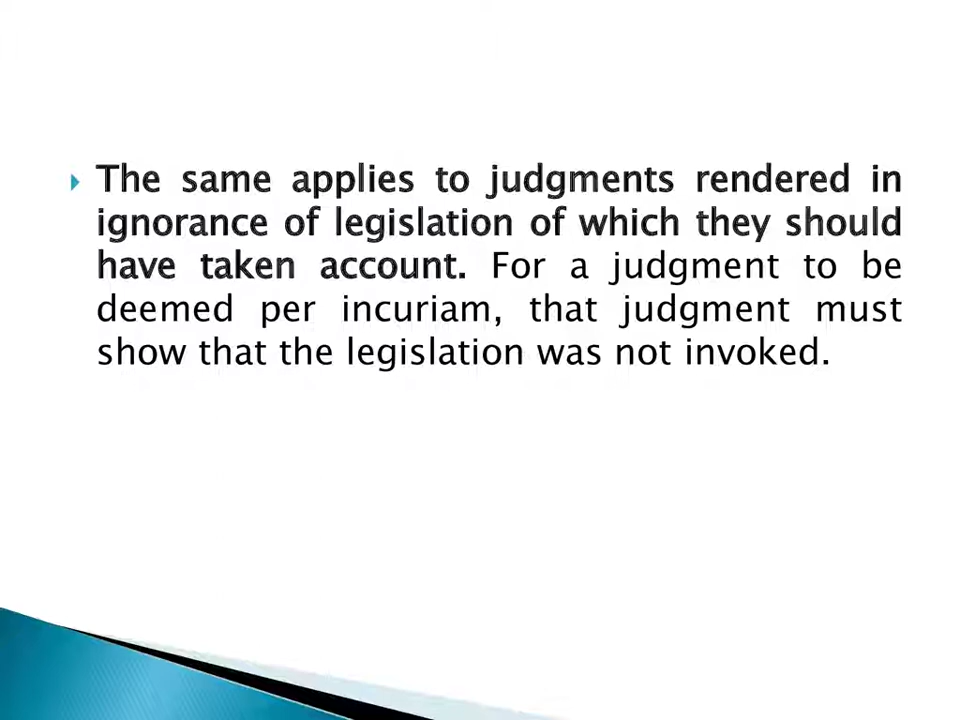 The same applies to judgments rendered in
ignorance of legislation of which they should
have taken account. For a judgment to be
deemed per incuriam, that judgment must
show that the legislation was not invoked.